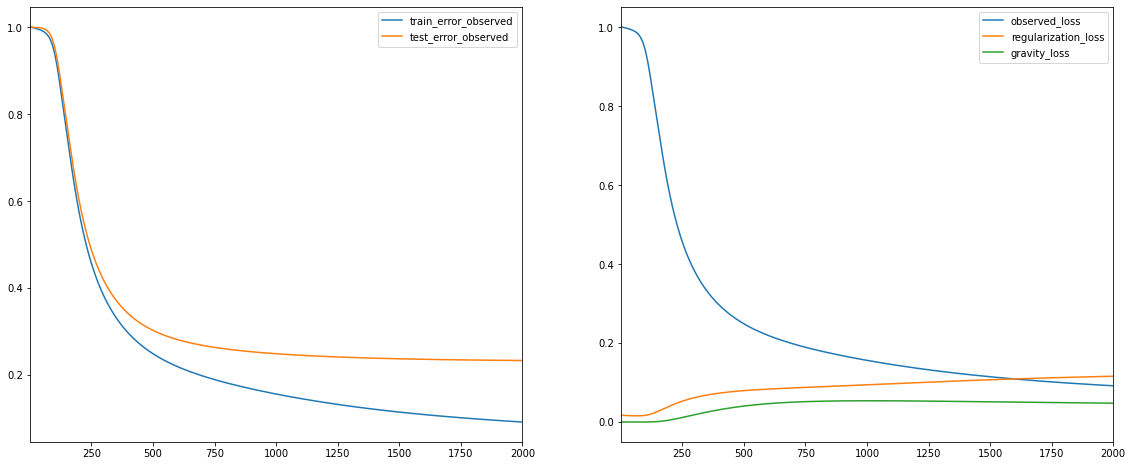 train_error_observed
test_error_observed
1.0
0.8
0.6
0.4
0.2
250 500 750 1000 1250 1500 1750 2000
observed_loss
regularization_loss
gravity_loss
1.0
0.8
0.6
0.4
0.2
0.0
250 500 750 1000 1250 1500 1750 2000